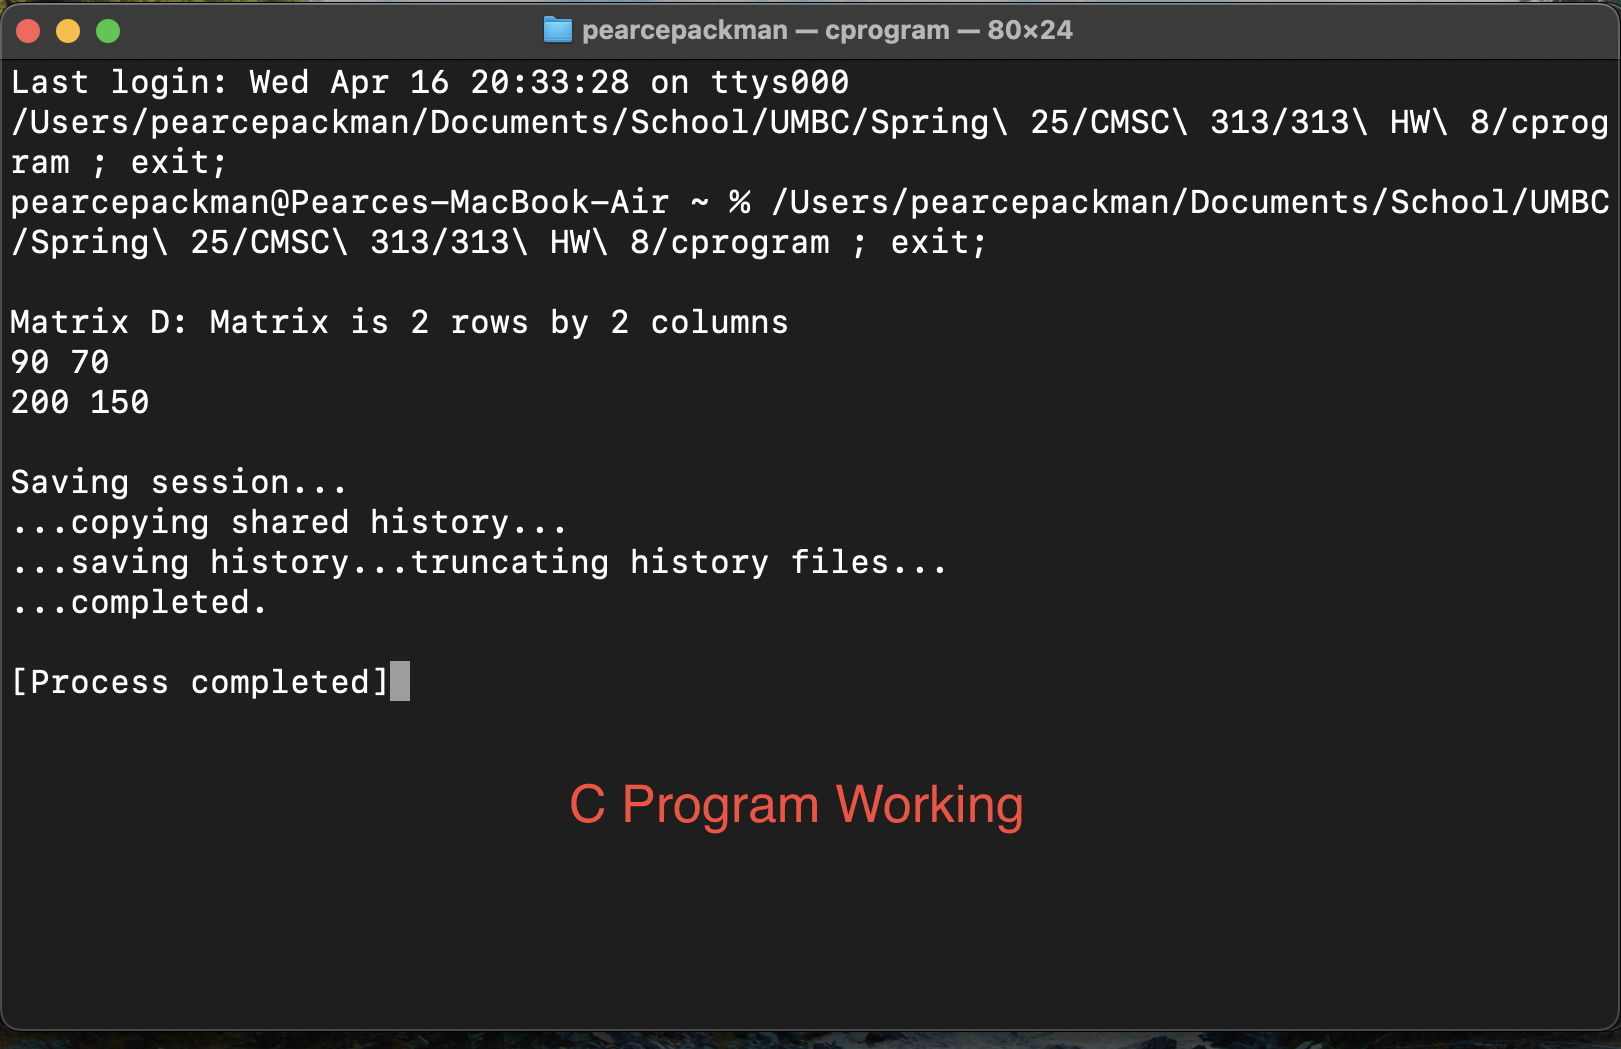 pearcepackman — cprogram — 80×24
Last login: Wed Apr 16 20:33:28 on ttys000
/Users/pearcepackman/Documents/School/UMBC/Spring\ 25/CMSC\ 313/313\ HW\ 8/cprog
ram ; exit;
pearcepackman@Pearces-MacBook-Air ~ % /Users/pearcepackman/Documents/School/UMBC
/Spring\ 25/CMSC\ 313/313\ HW\ 8/cprogram ; exit;
Matrix D: Matrix is 2 rows by 2 columns
90 70
200 150
Saving session...
...copying shared history...
...saving history...truncating history files...
...completed.
[Process completed]
C Program Working